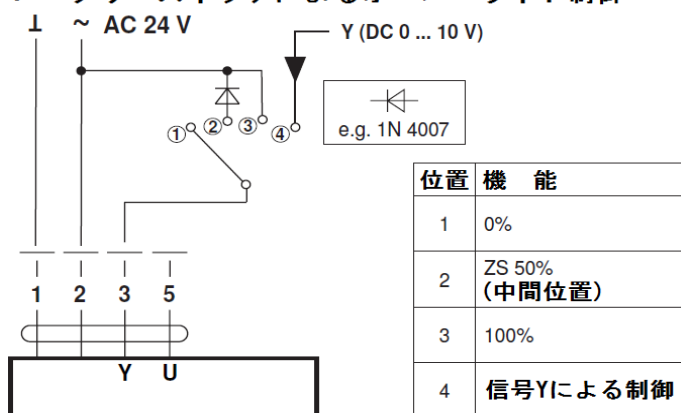 ⊥ ~ AC 24 V
Y (DC 0 ... 10 V)
① ② ③ ④
e.g. 1N 4007
位置 機 能
1 0%
2 ZS 50%
(中間位置)
3 100%
4 信号Yによる制御
1 2 3 5
Y U